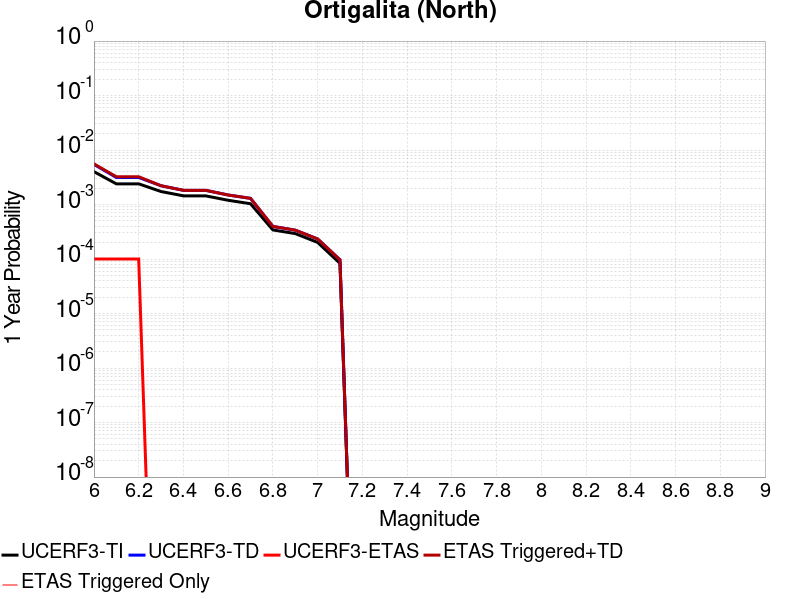 Ortigalita (North)
10^0
10^-1
10^-2
10^-3
10^-4
10^-5
10^-6
10^-7
10^-8
1 Year Probability
6 6.2 6.4 6.6 6.8 7 7.2 7.4 7.6 7.8 8 8.2 8.4 8.6 8.8 9
Magnitude
UCERF3-TI UCERF3-TD UCERF3-ETAS ETAS Triggered+TD
ETAS Triggered Only